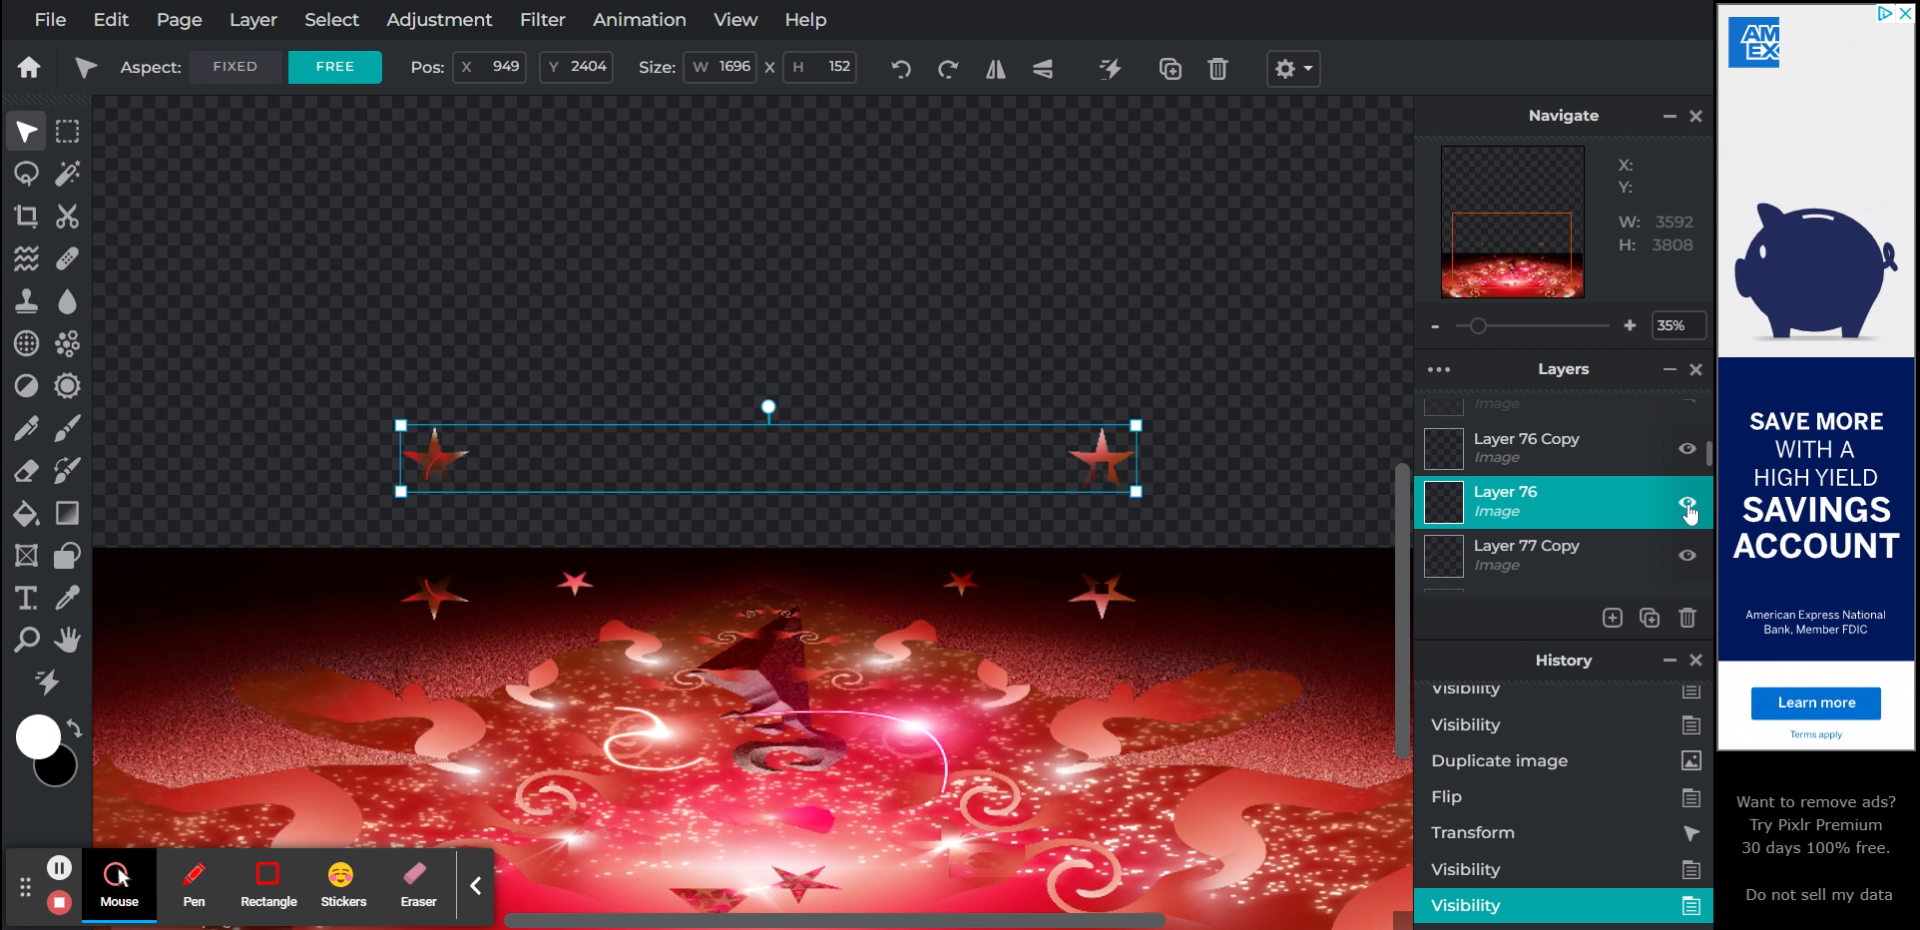 File Edit Page Layer Select Adjustment Filter Animation View Help
Aspect: FIXED FREE Pos: X 949 Y 2404 Size: W 1696 X H 152
Navigate
X:
Y:
W: 3592
H: 3808
- + 35%
Layers
Image
Layer 76 Copy
Image
Layer 76
Image
Layer 77 Copy
Image
History
Visibility
Visibility
Duplicate image
Flip
Transform
Visibility
Visibility
T
Mouse Pen Rectangle Stickers Eraser
AM
EX
SAVE MORE
WITH A
HIGH YIELD
SAVINGS
ACCOUNT
American Express National
Bank, Member FDIC
Learn more
Terms apply
Want to remove ads?
Try Pixlr Premium
30 days 100% free.
Do not sell my data